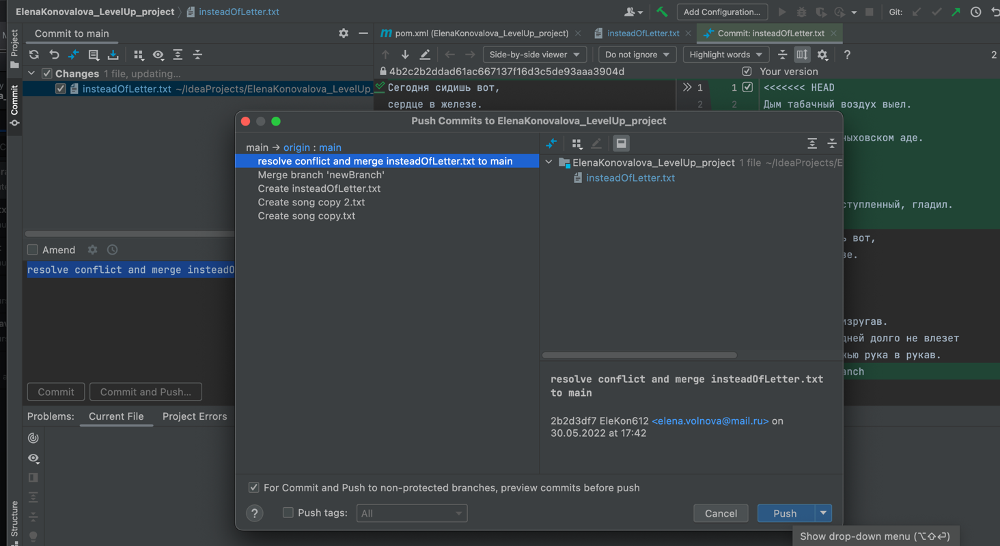 ElenaKonovalova_LevelUp_project
insteadOfLetter.txt
Add Configuration...
Git:
Project
Commit
Structure
Commit to main
pom.xml (ElenaKonovalova_LevelUp_project)
insteadOfLetter.txt
Commit: insteadOfLetter.txt
Side-by-side viewer
Do not ignore
Highlight words
?
2
Changes 1 file, updating...
insteadOfLetter.txt ~/IdeaProjects/ElenaKonovalova_LevelUp_
4b2c2b2ddad61ac667137f16d3c5de93aaa3904d
Your version
Сегодня сидишь вот,
1
1
<<<<<<< HEAD
сердце в железе.
2
2
Дым табачный воздух выел.
ныховском аде.
ступленный, гладил.
ь вот,
зе.
изругав.
дней долго не влезет
жью рука в рукав.
anch
Amend
resolve conflict and merge insteadO
Commit
Commit and Push...
Problems:
Current File
Project Errors
Push Commits to ElenaKonovalova_LevelUp_project
main → origin : main
resolve conflict and merge insteadOfLetter.txt to main
Merge branch 'newBranch'
Create insteadOfLetter.txt
Create song copy 2.txt
Create song copy.txt
ElenaKonovalova_LevelUp_project 1 file ~/IdeaProjects/E
insteadOfLetter.txt
resolve conflict and merge insteadOfLetter.txt
to main
2b2d3df7 EleKon612 <elena.volnova@mail.ru> on
30.05.2022 at 17:42
For Commit and Push to non-protected branches, preview commits before push
?
Push tags:
All
Cancel
Push
Show drop-down menu (⌥⇧⏎)